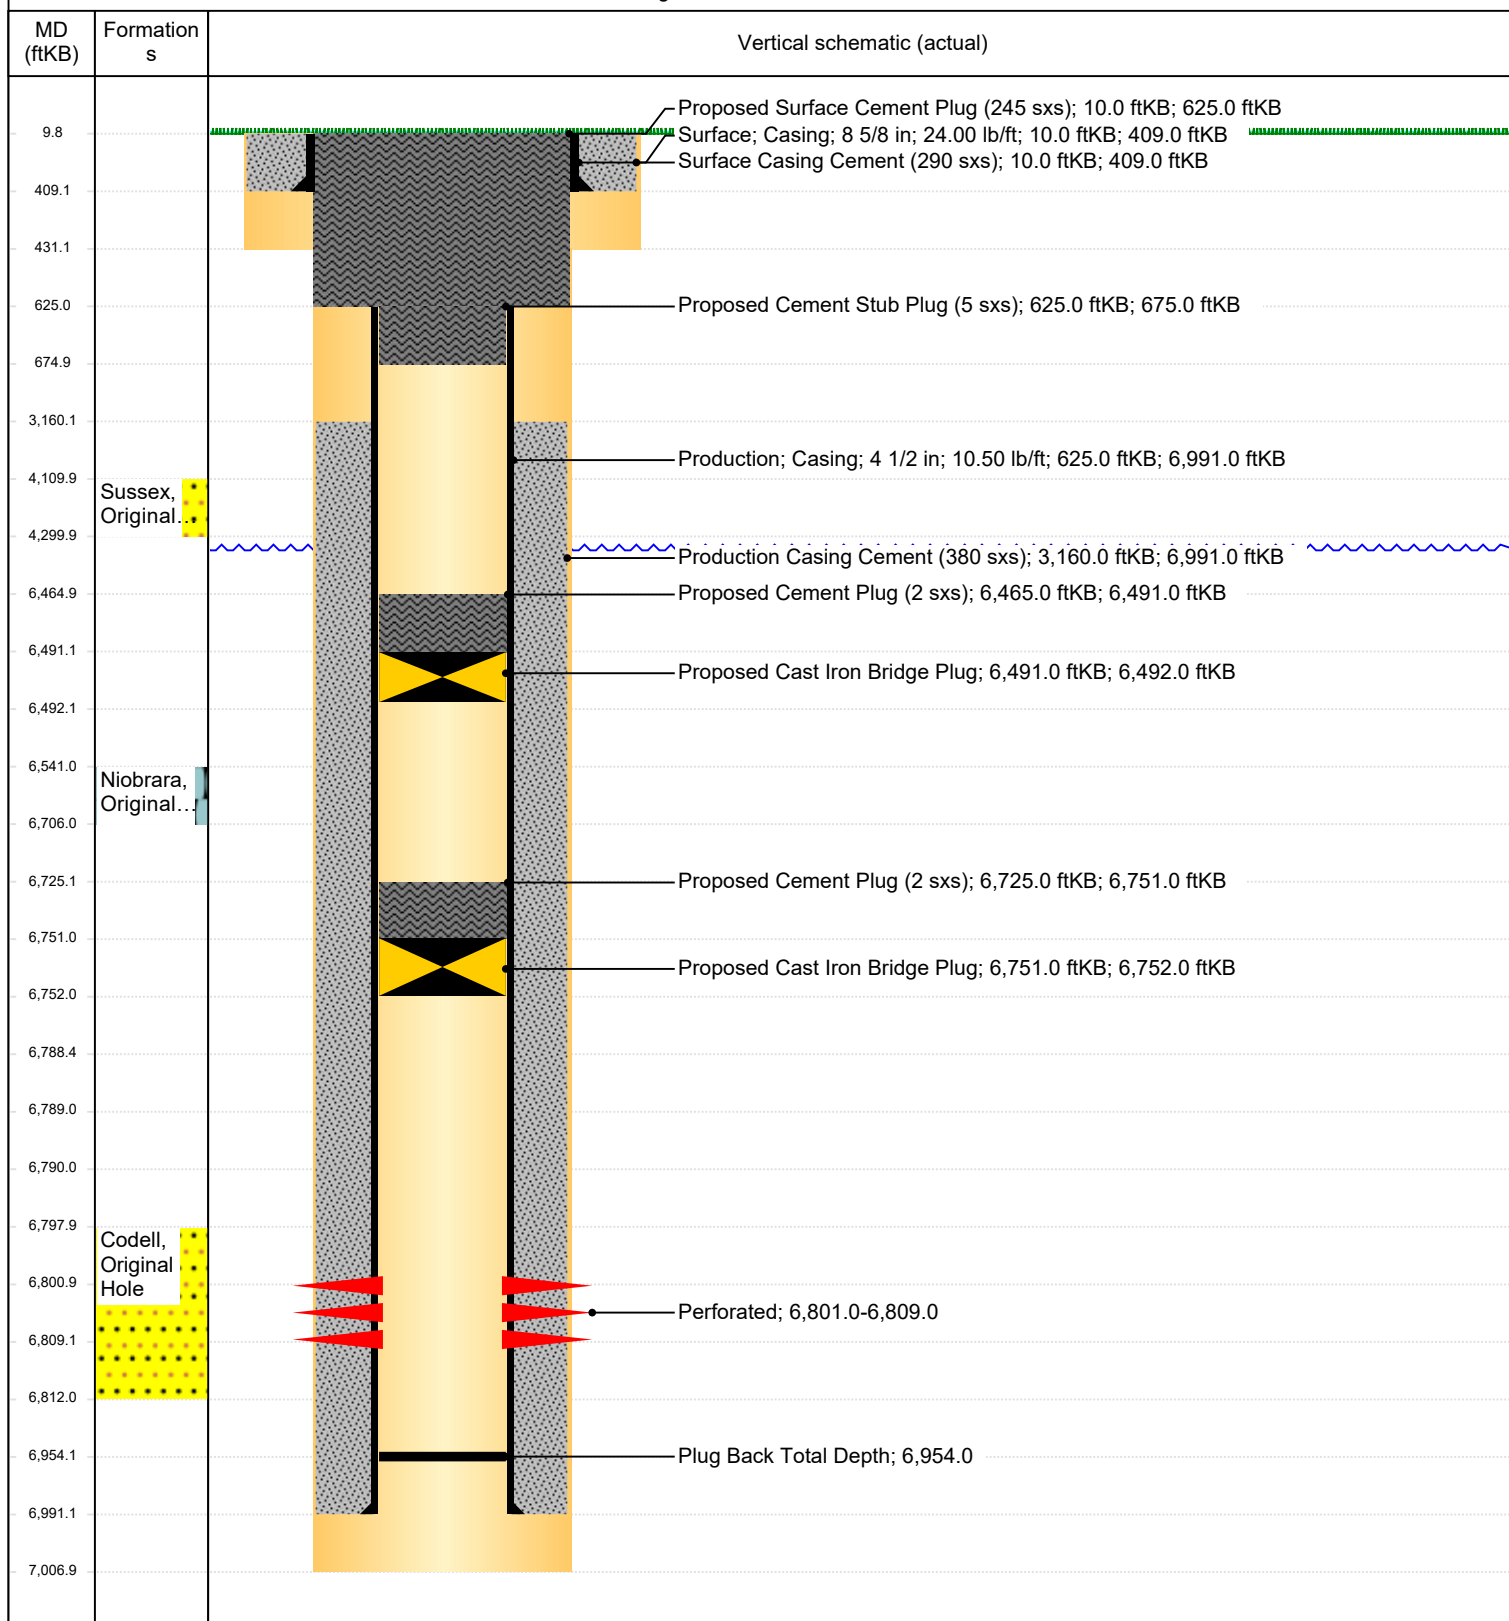 MD
(ftKB)
Formation
s
Vertical schematic (actual)
9.8
409.1
431.1
625.0
674.9
3,160.1
4,109.9
4,299.9
6,464.9
6,491.1
6,492.1
6,541.0
6,706.0
6,725.1
6,751.0
6,752.0
6,788.4
6,789.0
6,790.0
6,797.9
6,800.9
6,809.1
6,812.0
6,954.1
6,991.1
7,006.9
Sussex,
Original...
Niobrara,
Original...
Codell,
Original
Hole
Proposed Surface Cement Plug (245 sxs); 10.0 ftKB; 625.0 ftKB
Surface; Casing; 8 5/8 in; 24.00 lb/ft; 10.0 ftKB; 409.0 ftKB
Surface Casing Cement (290 sxs); 10.0 ftKB; 409.0 ftKB
Proposed Cement Stub Plug (5 sxs); 625.0 ftKB; 675.0 ftKB
Production; Casing; 4 1/2 in; 10.50 lb/ft; 625.0 ftKB; 6,991.0 ftKB
Production Casing Cement (380 sxs); 3,160.0 ftKB; 6,991.0 ftKB
Proposed Cement Plug (2 sxs); 6,465.0 ftKB; 6,491.0 ftKB
Proposed Cast Iron Bridge Plug; 6,491.0 ftKB; 6,492.0 ftKB
Proposed Cement Plug (2 sxs); 6,725.0 ftKB; 6,751.0 ftKB
Proposed Cast Iron Bridge Plug; 6,751.0 ftKB; 6,752.0 ftKB
Perforated; 6,801.0-6,809.0
Plug Back Total Depth; 6,954.0